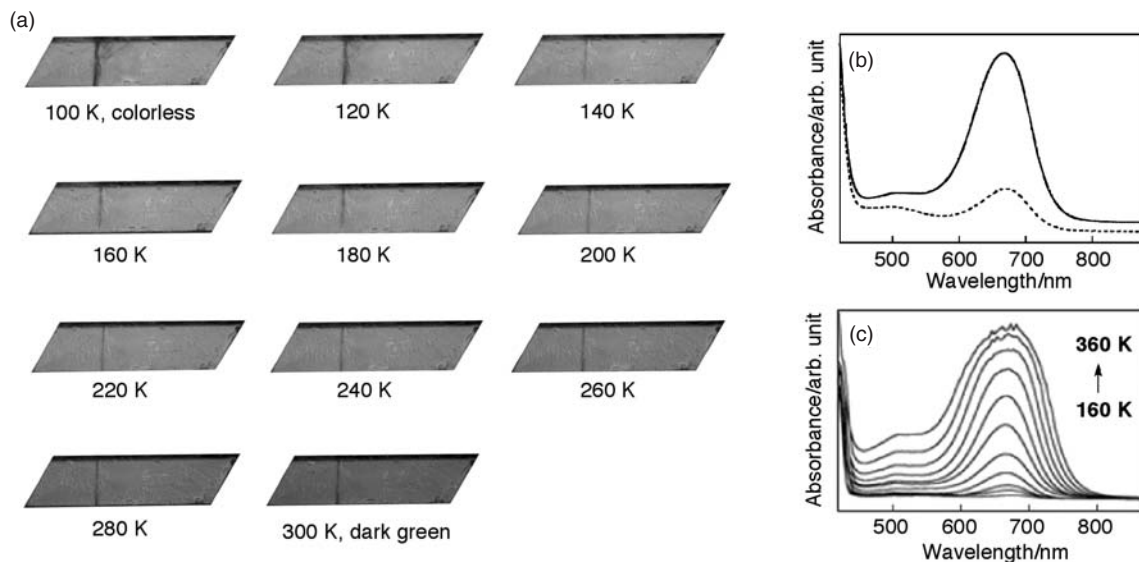 (a)
100 K, colorless
120 K
140 K
160 K
180 K
200 K
220 K
240 K
260 K
280 K
300 K, dark green
(b)
Absorbance/arb. unit
500 600 700 800
Wavelength/nm
(c)
Absorbance/arb. unit
360 K
160 K
500 600 700 800
Wavelength/nm